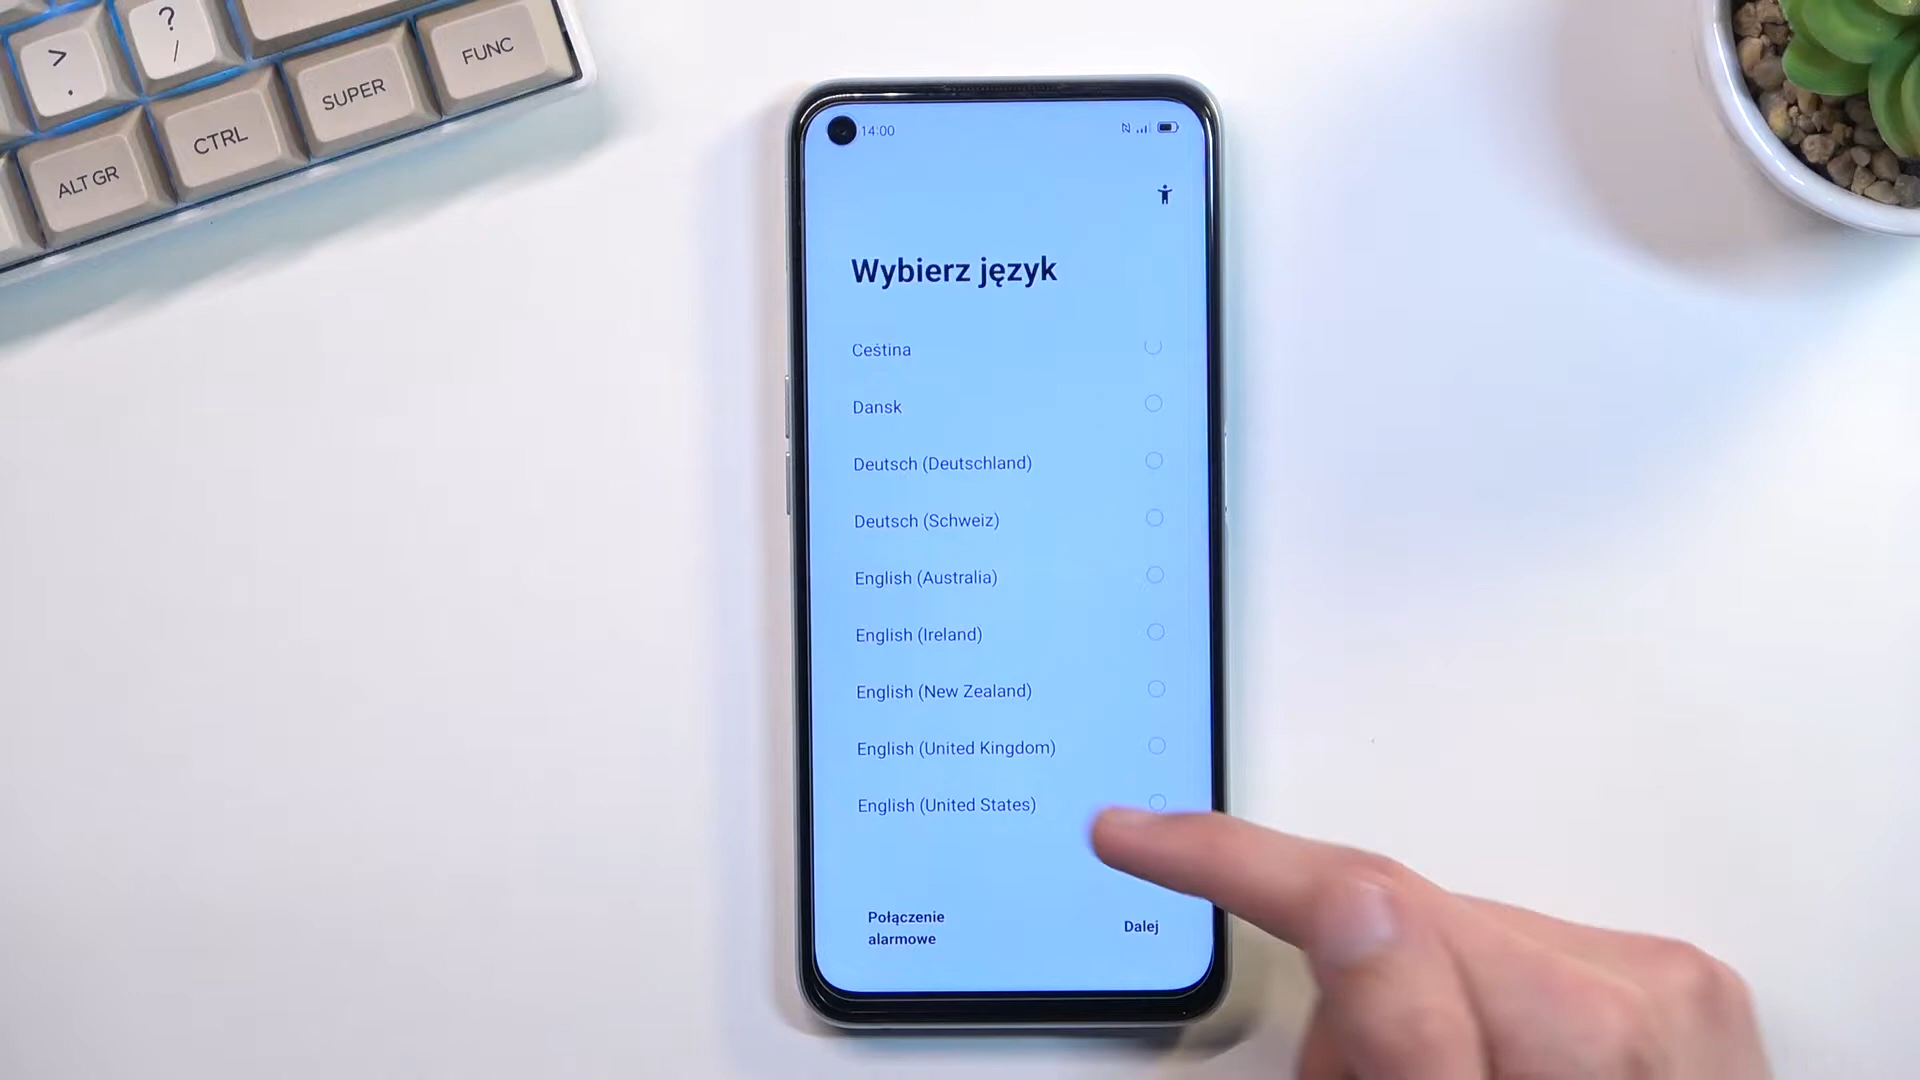 >
.
?
/
FUNC
SUPER
CTRL
ALT GR
14:00
Wybierz język
Čeština
Dansk
Deutsch (Deutschland)
Deutsch (Schweiz)
English (Australia)
English (Ireland)
English (New Zealand)
English (United Kingdom)
English (United States)
Połączenie
alarmowe
Dalej